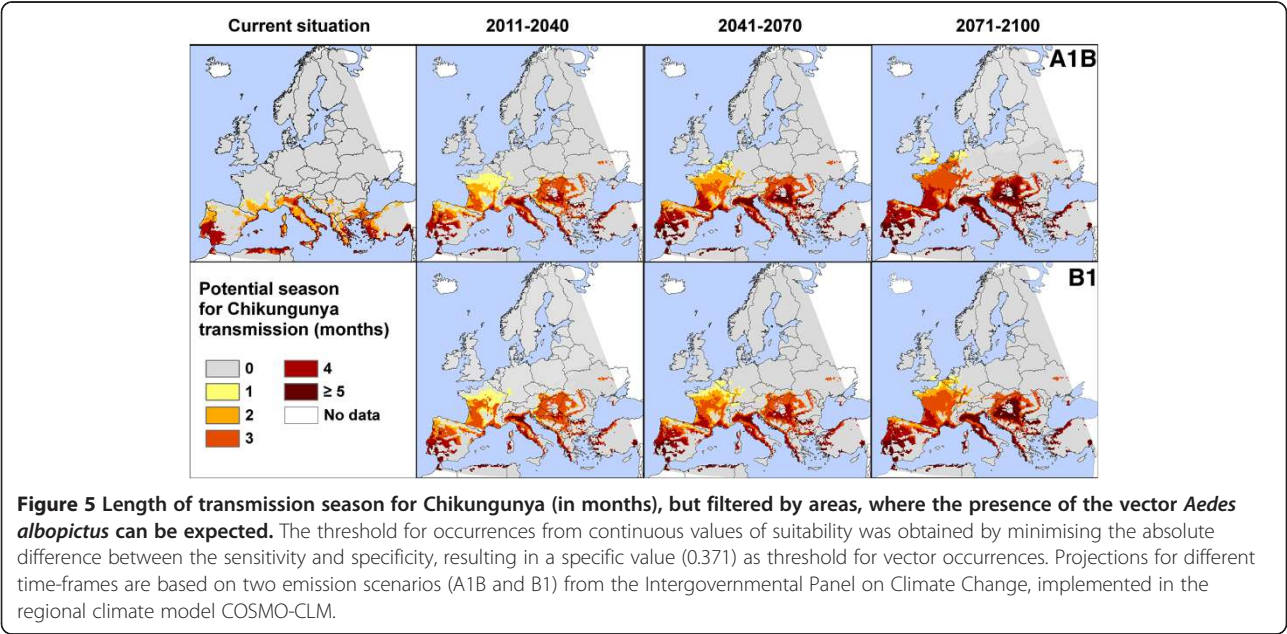 Current situation
2011-2040
2041-2070
2071-2100
A1B
B1
Potential season
for Chikungunya
transmission (months)
0
1
2
3
4
≥ 5
No data
Figure 5 Length of transmission season for Chikungunya (in months), but filtered by areas, where the presence of the vector Aedes
albopictus can be expected. The threshold for occurrences from continuous values of suitability was obtained by minimising the absolute
difference between the sensitivity and specificity, resulting in a specific value (0.371) as threshold for vector occurrences. Projections for different
time-frames are based on two emission scenarios (A1B and B1) from the Intergovernmental Panel on Climate Change, implemented in the
regional climate model COSMO-CLM.